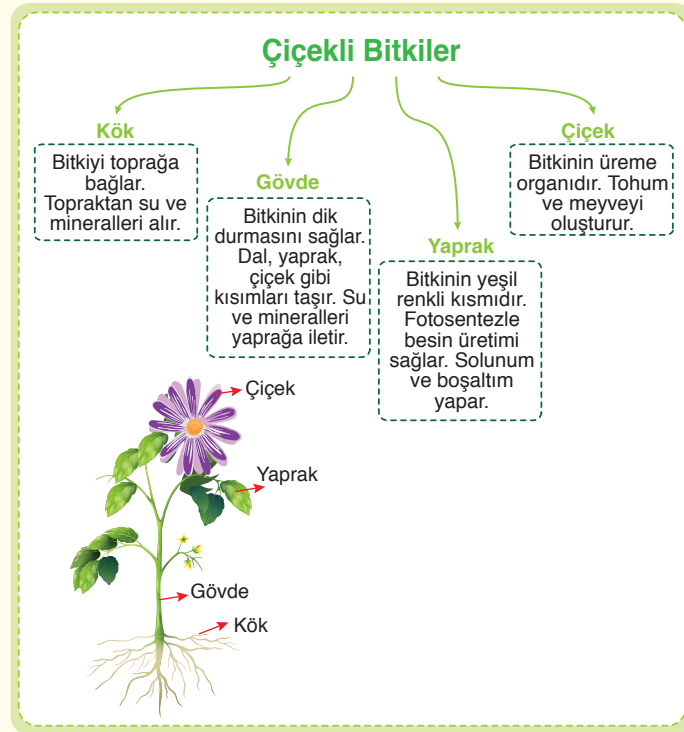 Çiçekli Bitkiler
Kök
Bitkiyi toprağa
bağlar.
Topraktan su ve
mineralleri alır.
Gövde
Bitkinin dik
durmasını sağlar.
Dal, yaprak,
çiçek gibi
kısımları taşır. Su
ve mineralleri
yaprağa iletir.
Yaprak
Bitkinin yeşil
renkli kısmıdır.
Fotosentezle
besin üretimi
sağlar. Solunum
ve boşaltım
yapar.
Çiçek
Bitkinin üreme
organıdır. Tohum
ve meyveyi
oluşturur.
Çiçek
Yaprak
Gövde
Kök